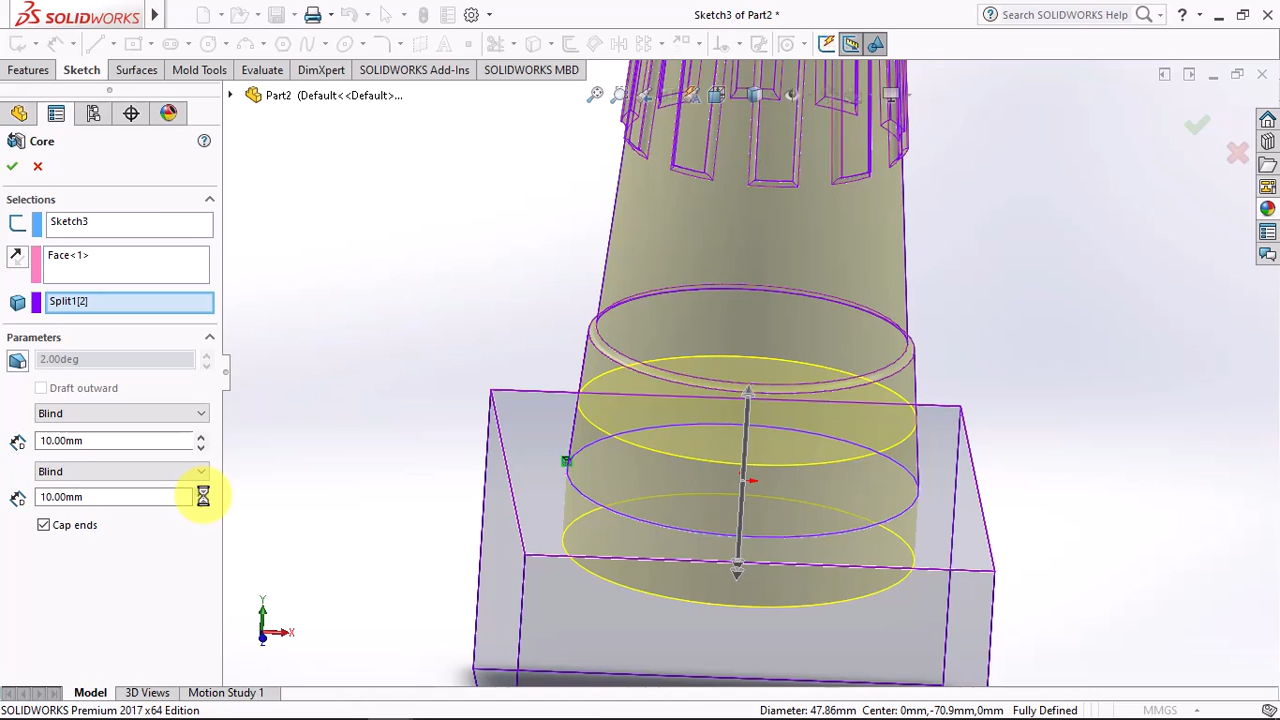 SOLIDWORKS
Sketch3 of Part2 *
Search SOLIDWORKS Help
Features
Sketch
Surfaces
Mold Tools
Evaluate
DimXpert
SOLIDWORKS Add-Ins
SOLIDWORKS MBD
Part2 (Default<<Default>...
Core
Selections
Sketch3
Face<1>
Split1[2]
Parameters
2.00deg
Draft outward
Blind
10.00mm
Blind
10.00mm
Cap ends
Y
X
Z
Model
3D Views
Motion Study 1
SOLIDWORKS Premium 2017 x64 Edition
Diameter: 47.86mm Center: 0mm,-70.9mm,0mm Fully Defined
MMGS